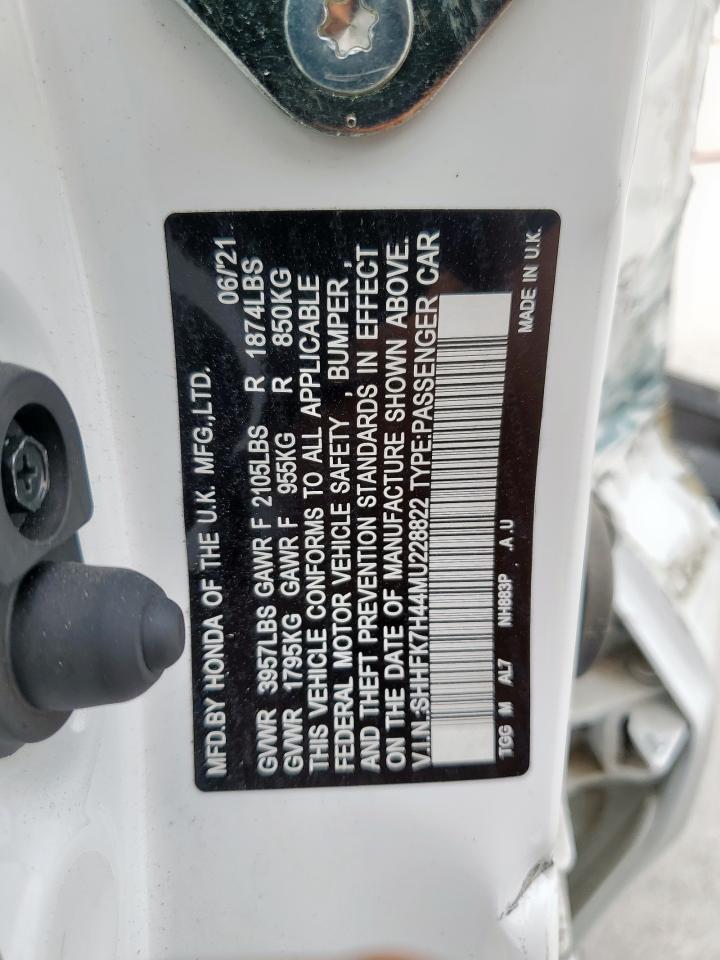 MFD.BY HONDA OF THE U.K. MFG.,LTD. 06/'21
GVWR 3957LBS GAWR F 2105LBS R 1874LBS
GVWR 1795KG GAWR F 955KG R 850KG
THIS VEHICLE CONFORMS TO ALL APPLICABLE
FEDERAL MOTOR VEHICLE SAFETY , BUMPER ,
AND THEFT PREVENTION STANDARDS IN EFFECT
ON THE DATE OF MANUFACTURE SHOWN ABOVE.
V.I.N.:SHHFK7H44MU228822 TYPE:PASSENGER CAR
TGG M AL7 NH883P .A U MADE IN U.K.